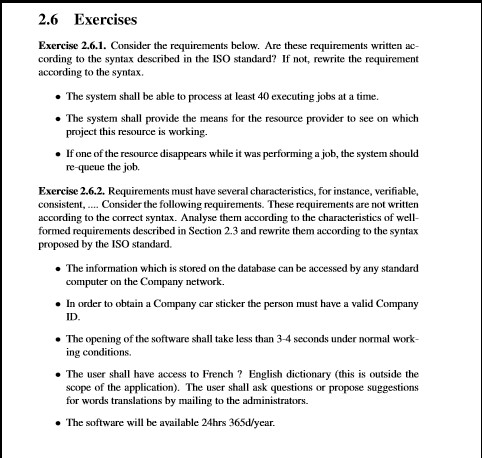 2.6 Exercises
Exercise 2.6.1. Consider the requirements below. Are these requirements written ac-
cording to the syntax described in the ISO standard? If not, rewrite the requirement
according to the syntax.
• The system shall be able to process at least 40 executing jobs at a time.
• The system shall provide the means for the resource provider to see on which
project this resource is working.
• If one of the resource disappears while it was performing a job, the system should
re-queue the job.
Exercise 2.6.2. Requirements must have several characteristics, for instance, verifiable,
consistent, .... Consider the following requirements. These requirements are not written
according to the correct syntax. Analyse them according to the characteristics of well-
formed requirements described in Section 2.3 and rewrite them according to the syntax
proposed by the ISO standard.
• The information which is stored on the database can be accessed by any standard
computer on the Company network.
• In order to obtain a Company car sticker the person must have a valid Company
ID.
• The opening of the software shall take less than 3-4 seconds under normal work-
ing conditions.
• The user shall have access to French ? English dictionary (this is outside the
scope of the application). The user shall ask questions or propose suggestions
for words translations by mailing to the administrators.
• The software will be available 24hrs 365d/year.